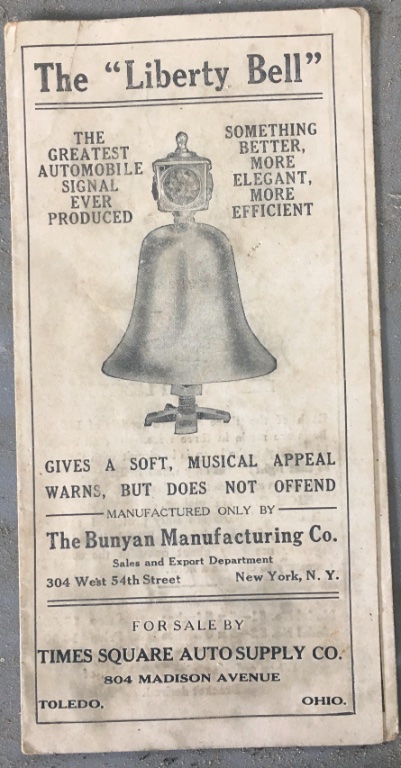 The "Liberty Bell"
THE
GREATEST
AUTOMOBILE
SIGNAL
EVER
PRODUCED
SOMETHING
BETTER,
MORE
ELEGANT,
MORE
EFFICIENT
GIVES A SOFT, MUSICAL APPEAL
WARNS, BUT DOES NOT OFFEND
MANUFACTURED ONLY BY
The Bunyan Manufacturing Co.
Sales and Export Department
304 West 54th Street New York, N. Y.
FOR SALE BY
TIMES SQUARE AUTO SUPPLY CO.
804 MADISON AVENUE
TOLEDO, OHIO.